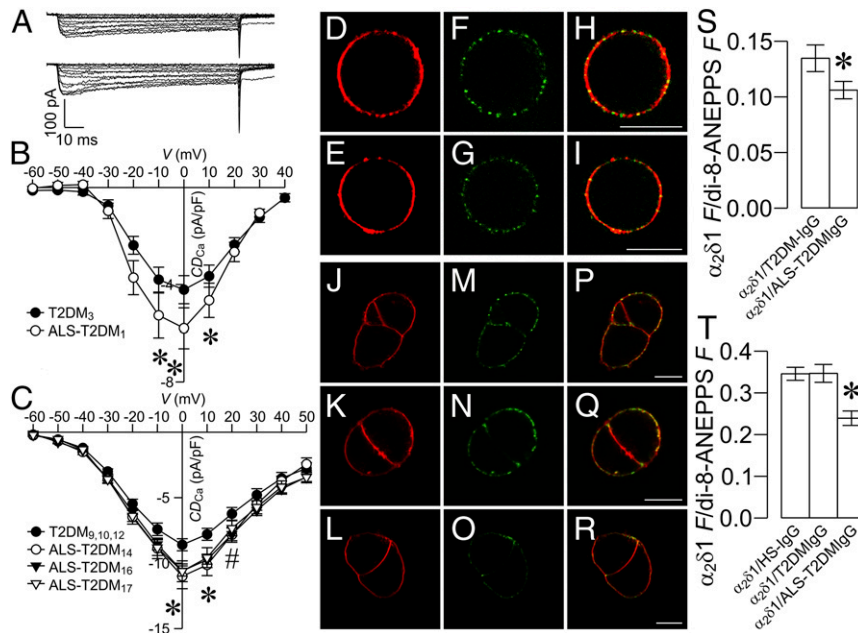 A
100 pA
10 ms
B
V (mV)
-60 -50 -40 -30 -20 -10 0 10 20 30 40
CDCa (pA/pF)
-4
-8
T2DM3
ALS-T2DM1
* * *
C
V (mV)
-60 -50 -40 -30 -20 -10 0 10 20 30 40 50
CDCa (pA/pF)
-5
-10
-15
T2DM9,10,12
ALS-T2DM14
ALS-T2DM16
ALS-T2DM17
* * #
D F H
E G I
J M P
K N Q
L O R
S
α2δ1 F/di-8-ANEPPS F
0.15
0.10
0.05
0.00
*
α2δ1/T2DM-IgG
α2δ1/ALS-T2DMIgG
T
α2δ1 F/di-8-ANEPPS F
0.4
0.3
0.2
0.1
0.0
*
α2δ1/HS-IgG
α2δ1/T2DMIgG
α2δ1/ALS-T2DMIgG